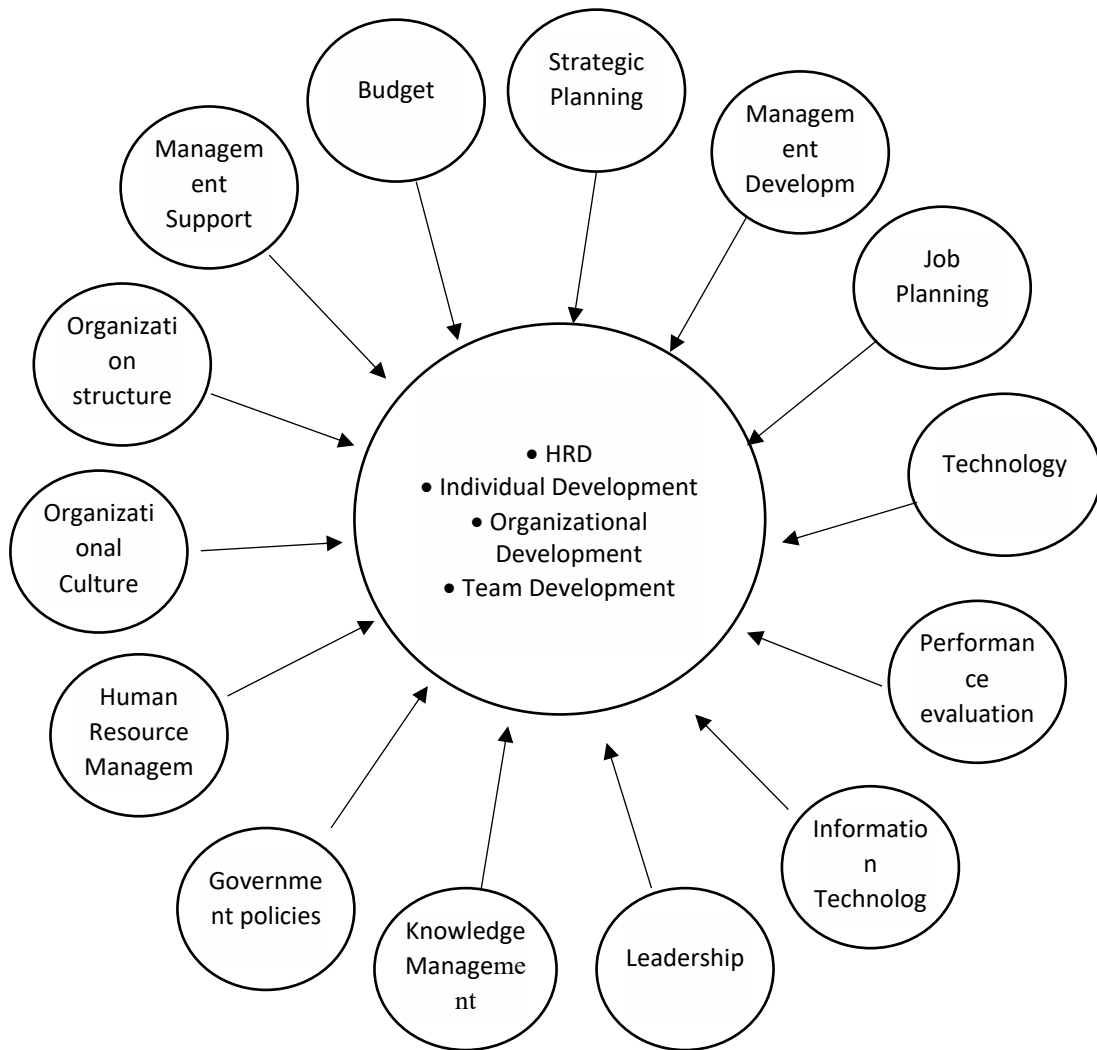 Budget
Strategic
Planning
Managem
ent
Developm
Managem
ent
Support
Job
Planning
Organizati
on
structure
Technology
• HRD
• Individual Development
• Organizational
Development
• Team Development
Organizati
onal
Culture
Performan
ce
evaluation
Human
Resource
Managem
Informatio
n
Technolog
Governme
nt policies
Knowledge
Manageme
nt
Leadership